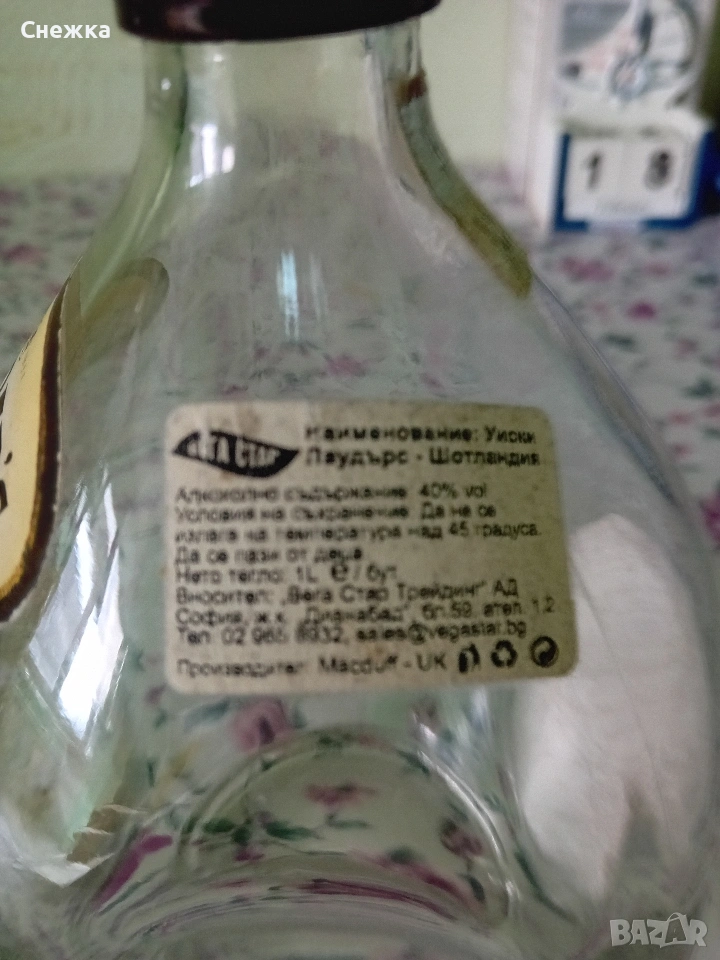 Снежка
1 8
ВЕГА СТАР
Наименование: Уиски
Лаудърс - Шотландия
Алкохолно съдържание: 40% vol
Условия на съхранение: Да не се
излага на температура над 45 градуса.
Да се пази от деца.
Нето тегло: 1L e / бут.
Вносител: „Вега Стар Трейдинг“ АД
София, ж.к. „Дианабад“, бл.59, ател. 1,2
Тел. 02 965 8932, sales@vegastar.bg
Производител: Macduff - UK
BAZAR